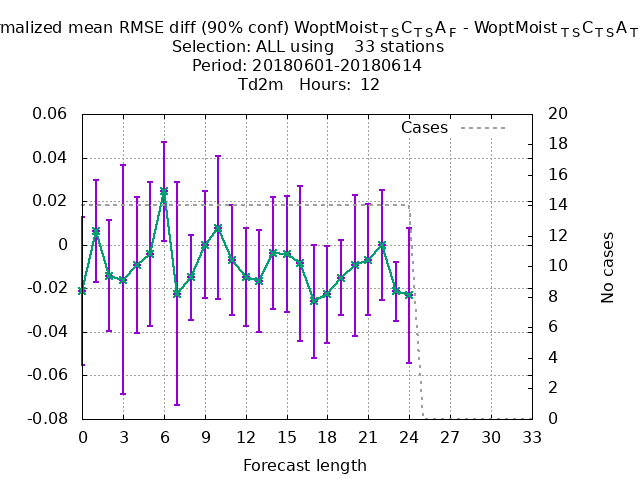 rmalized mean RMSE diff (90% conf) WoptMoistTSCTSAF - WoptMoistTSCTSAT
Selection: ALL using 33 stations
Period: 20180601-20180614
Td2m Hours: 12
Cases
0.06
0.04
0.02
0
-0.02
-0.04
-0.06
-0.08
20
18
16
14
12
10
8
6
4
2
0
No cases
0 3 6 9 12 15 18 21 24 27 30 33
Forecast length